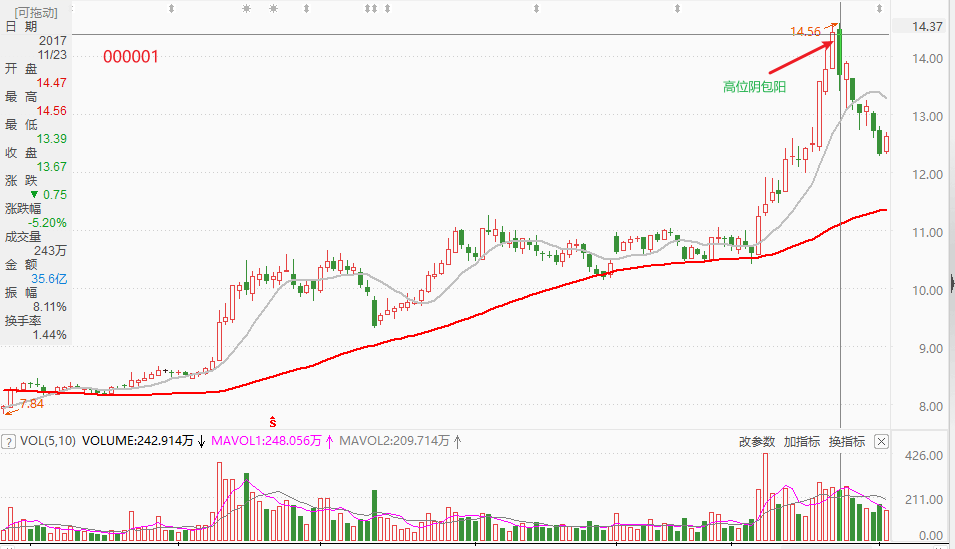 [可拖动]
日 期
2017
11/23
开 盘
14.47
最 高
14.56
最 低
13.39
收 盘
13.67
涨 跌
▼ 0.75
涨跌幅
-5.20%
成交量
243万
金 额
35.6亿
振 幅
8.11%
换手率
1.44%
000001
14.56
高位阴包阳
7.84
14.37
14.00
13.00
12.00
11.00
10.00
9.00
8.00
S
? VOL(5,10) VOLUME:242.914万↓ MAVOL1:248.056万↑ MAVOL2:209.714万↑
改参数 加指标 换指标
426.00
211.00
0.00